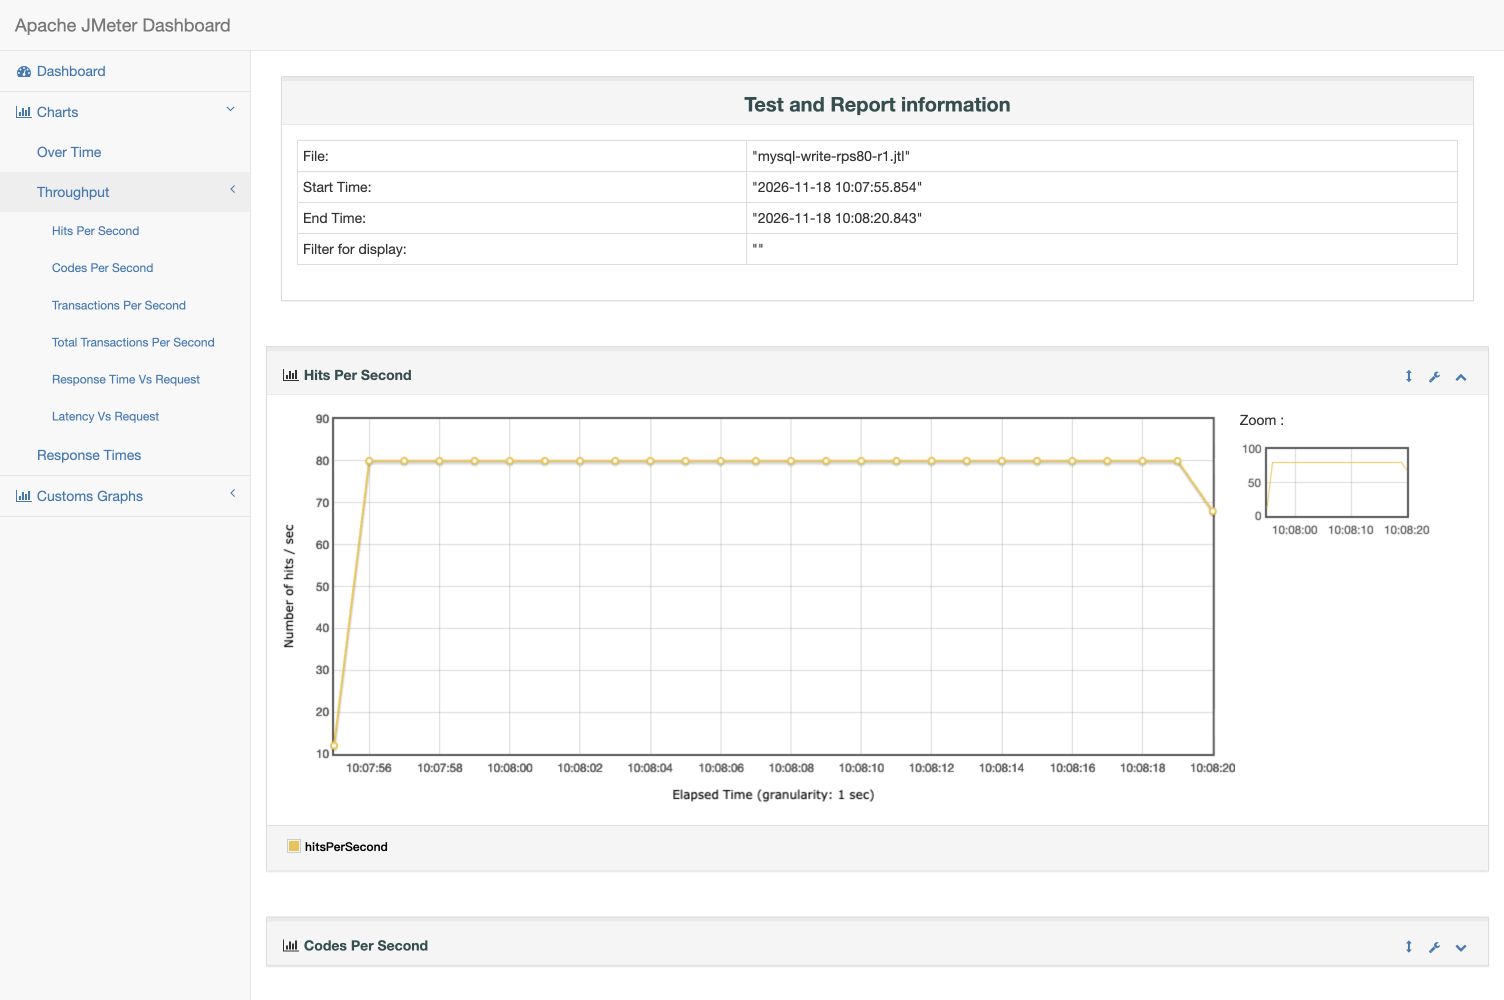 Apache JMeter Dashboard
Dashboard
Charts
Over Time
Throughput
Hits Per Second
Codes Per Second
Transactions Per Second
Total Transactions Per Second
Response Time Vs Request
Latency Vs Request
Response Times
Customs Graphs
Test and Report information
File: "mysql-write-rps80-r1.jtl"
Start Time: "2026-11-18 10:07:55.854"
End Time: "2026-11-18 10:08:20.843"
Filter for display: ""
Hits Per Second
Number of hits / sec
90
80
70
60
50
40
30
20
10
10:07:56 10:07:58 10:08:00 10:08:02 10:08:04 10:08:06 10:08:08 10:08:10 10:08:12 10:08:14 10:08:16 10:08:18 10:08:20
Elapsed Time (granularity: 1 sec)
Zoom :
100
50
0
10:08:00 10:08:10 10:08:20
hitsPerSecond
Codes Per Second